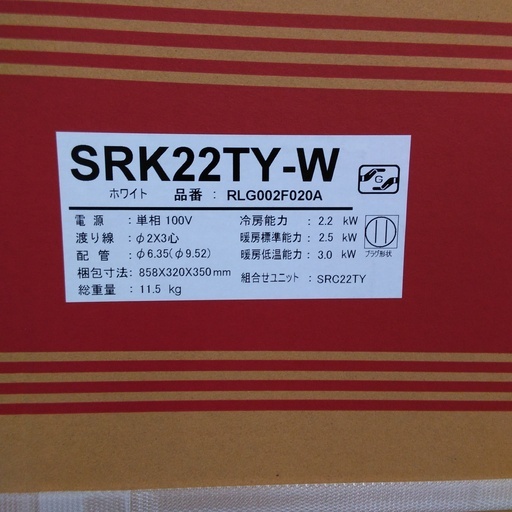 SRK22TY-W
ホワイト 品番 : RLG002F020A
G
電源 : 単相 100V 冷房能力 : 2.2 kW
渡り線 : φ2X3心 暖房標準能力 : 2.5 kW
配管 : φ6.35(φ9.52) 暖房低温能力 : 3.0 kW
プラグ形状
梱包寸法: 858X320X350mm 組合せユニット : SRC22TY
総重量 : 11.5 kg